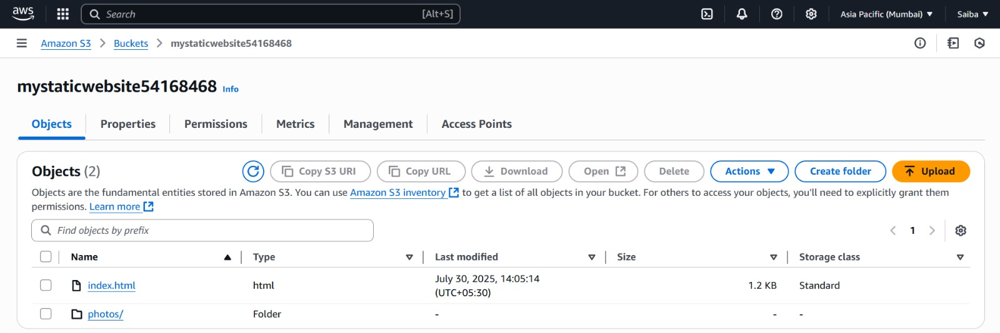 aws
Search [Alt+S] Asia Pacific (Mumbai) Saiba
Amazon S3 Buckets mystaticwebsite54168468
mystaticwebsite54168468 Info
Objects Properties Permissions Metrics Management Access Points
Objects (2) Copy S3 URI Copy URL Download Open Delete Actions Create folder Upload
Objects are the fundamental entities stored in Amazon S3. You can use Amazon S3 inventory to get a list of all objects in your bucket. For others to access your objects, you'll need to explicitly grant them
permissions. Learn more
Find objects by prefix 1
Name Type Last modified Size Storage class
index.html html July 30, 2025, 14:05:14 1.2 KB Standard
(UTC+05:30)
photos/ Folder - - -